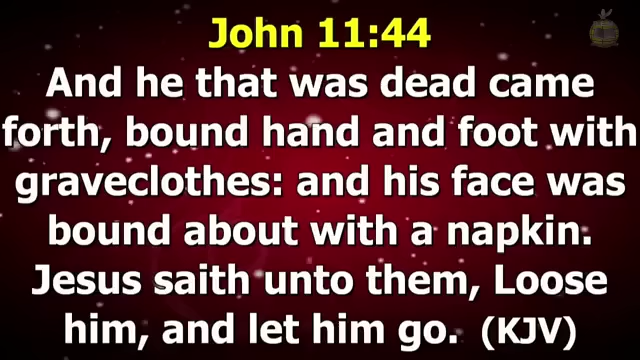 John 11:44
And he that was dead came
forth, bound hand and foot with
graveclothes: and his face was
bound about with a napkin.
Jesus saith unto them, Loose
him, and let him go. (KJV)